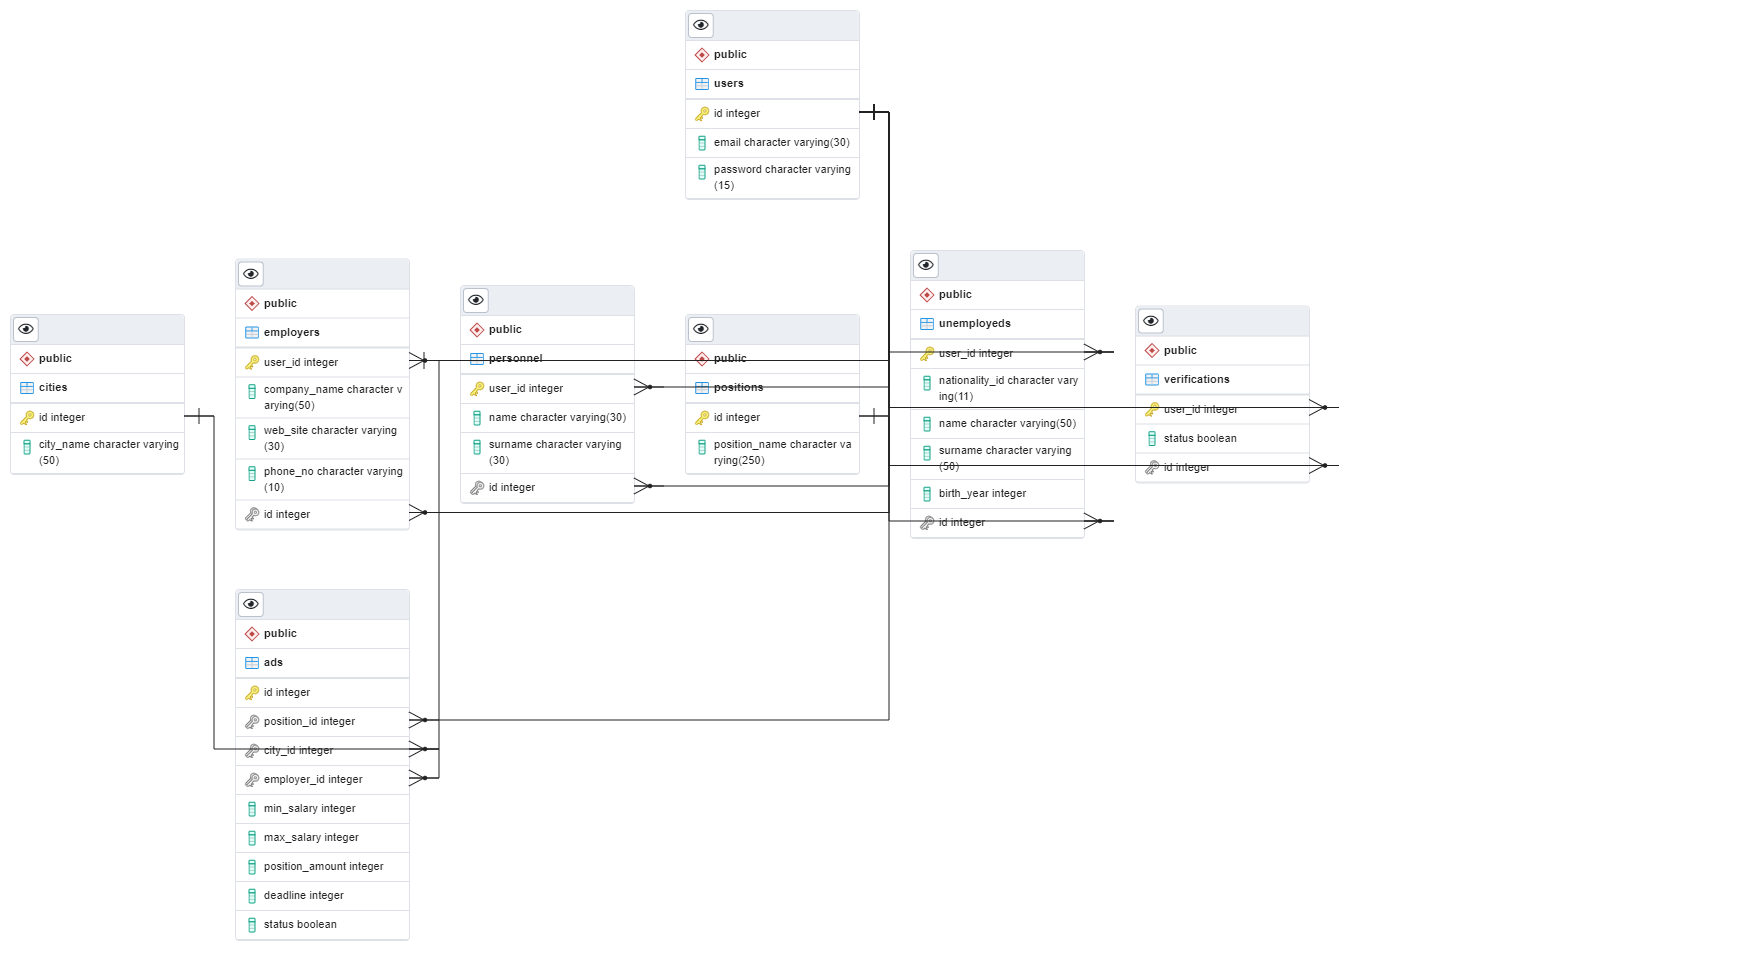 public
users
id integer
email character varying(30)
password character varying
(15)
public
cities
id integer
city_name character varying
(50)
public
employers
user_id integer
company_name character v
arying(50)
web_site character varying
(30)
phone_no character varying
(10)
id integer
public
personnel
user_id integer
name character varying(30)
surname character varying
(30)
id integer
public
positions
id integer
position_name character va
rying(250)
public
unemployeds
user_id integer
nationality_id character vary
ing(11)
name character varying(50)
surname character varying
(50)
birth_year integer
id integer
public
verifications
user_id integer
status boolean
id integer
public
ads
id integer
position_id integer
city_id integer
employer_id integer
min_salary integer
max_salary integer
position_amount integer
deadline integer
status boolean